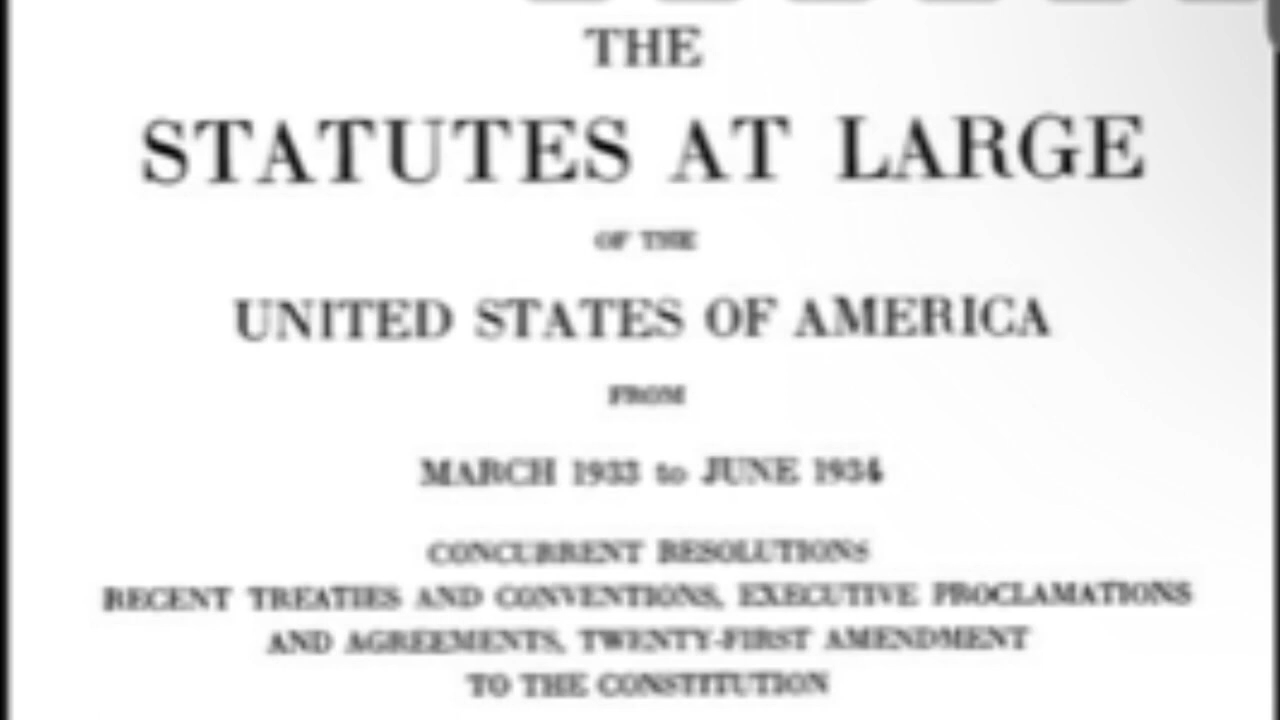 THE
STATUTES AT LARGE
OF THE
UNITED STATES OF AMERICA
FROM
MARCH 1933 to JUNE 1934
CONCURRENT RESOLUTIONS
RECENT TREATIES AND CONVENTIONS, EXECUTIVE PROCLAMATIONS
AND AGREEMENTS, TWENTY-FIRST AMENDMENT
TO THE CONSTITUTION